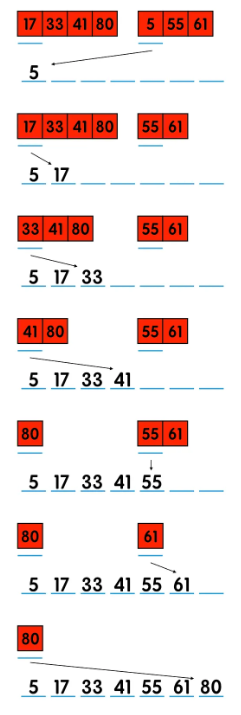 17 33 41 80 5 55 61
5
17 33 41 80 55 61
5 17
33 41 80 55 61
5 17 33
41 80 55 61
5 17 33 41
80 55 61
5 17 33 41 55
80 61
5 17 33 41 55 61
80
5 17 33 41 55 61 80